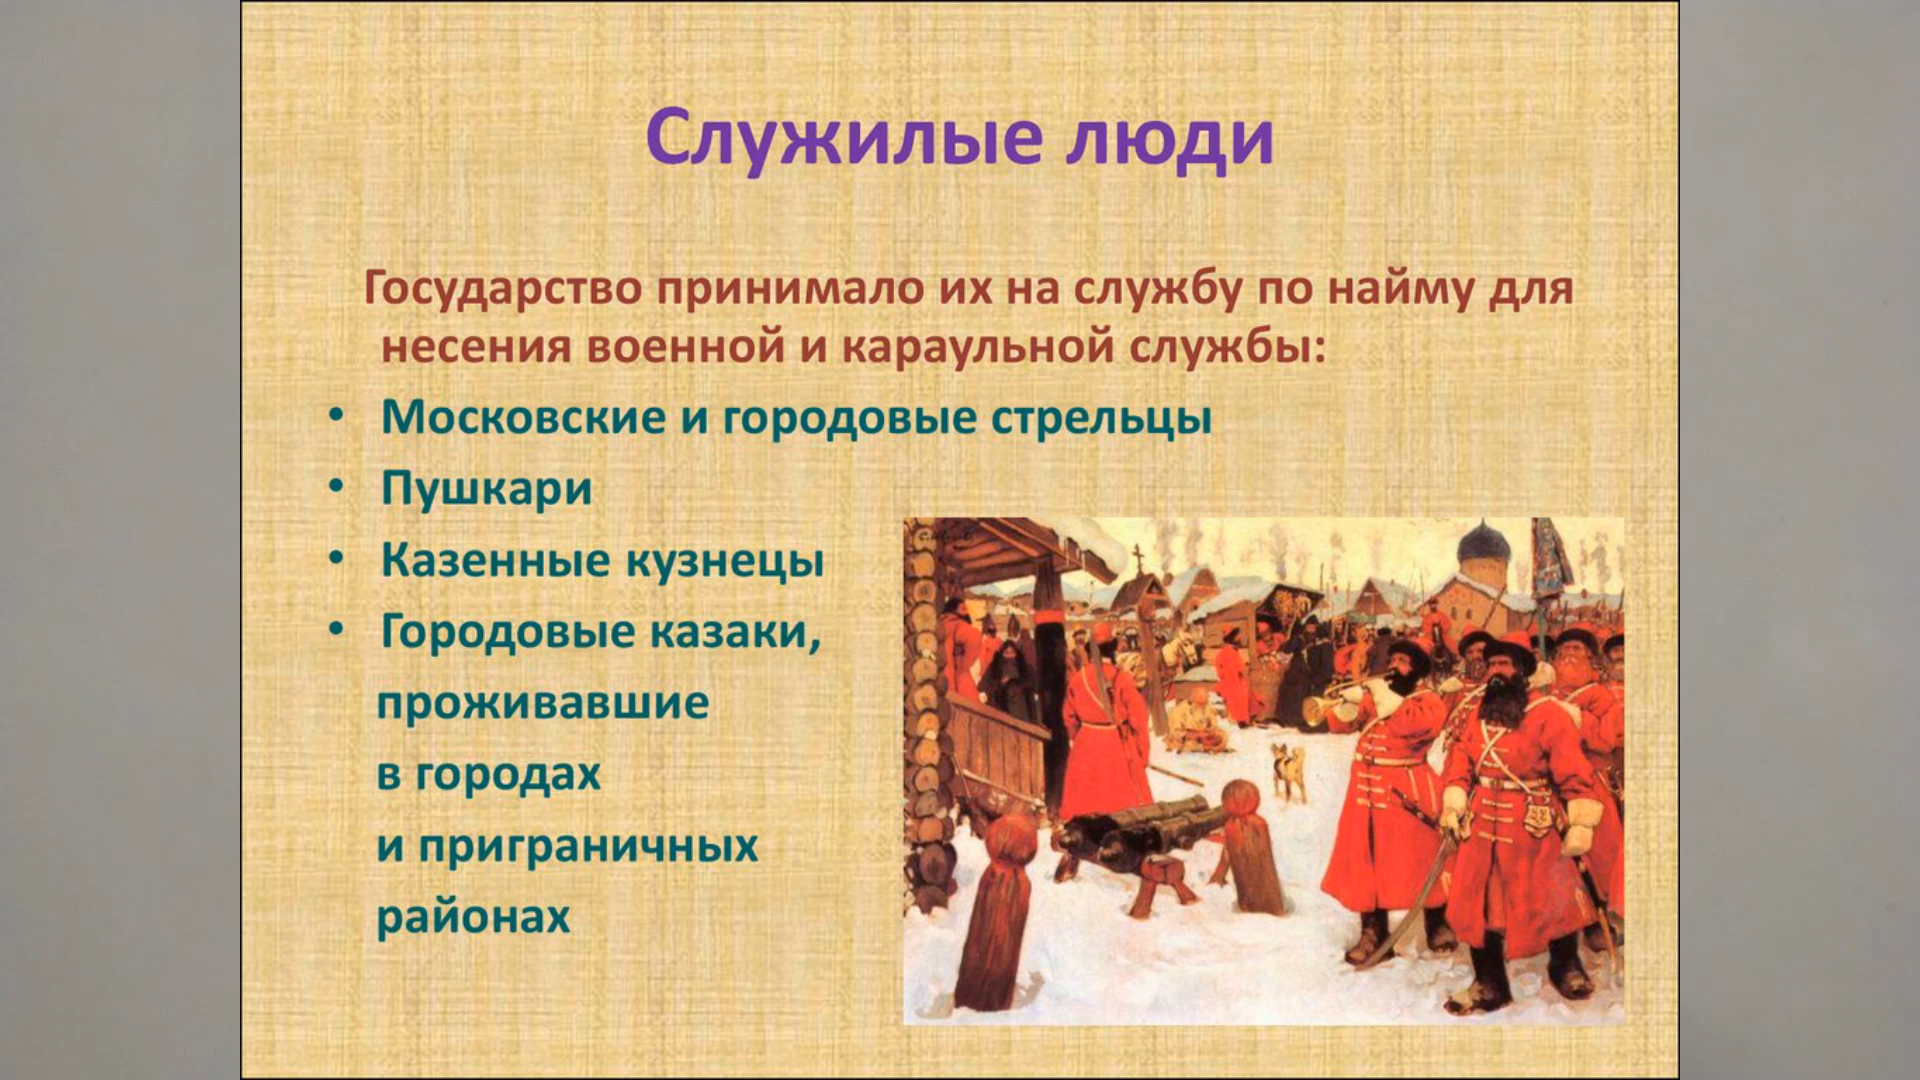 Служилые люди
Государство принимало их на службу по найму для
несения военной и караульной службы:
• Московские и городовые стрельцы
• Пушкари
• Казенные кузнецы
• Городовые казаки,
проживавшие
в городах
и приграничных
районах